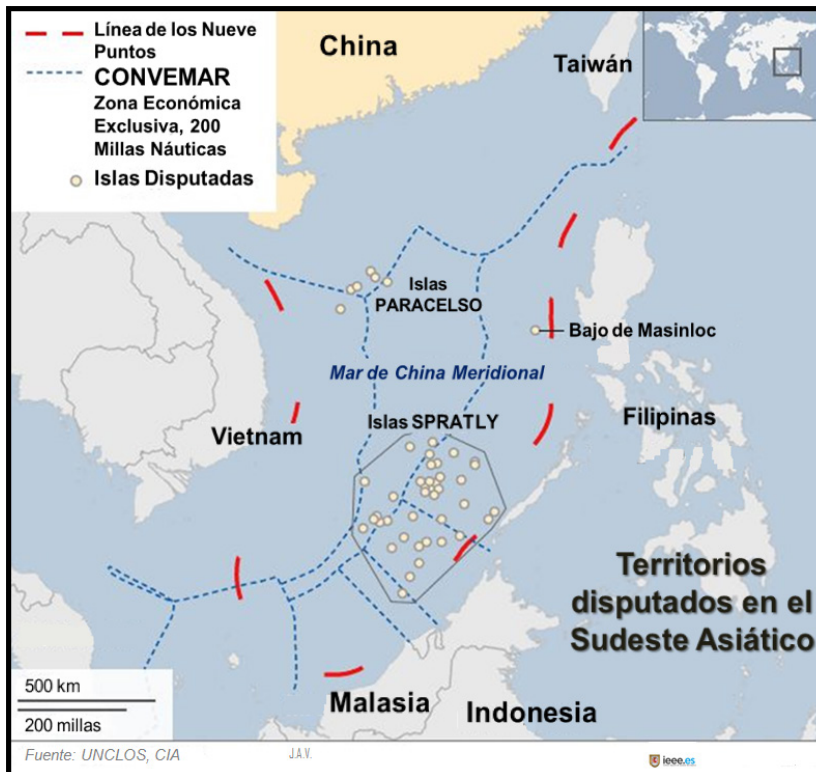 Línea de los Nueve
Puntos
CONVEMAR
Zona Económica
Exclusiva, 200
Millas Náuticas
Islas Disputadas
China
Taiwán
Islas
PARACELSO
Bajo de Masinloc
Mar de China Meridional
Islas SPRATLY
Vietnam
Filipinas
Territorios
disputados en el
Sudeste Asiático
500 km
200 millas
Malasia
Indonesia
Fuente: UNCLOS, CIA
J.A.V.
ieee.es